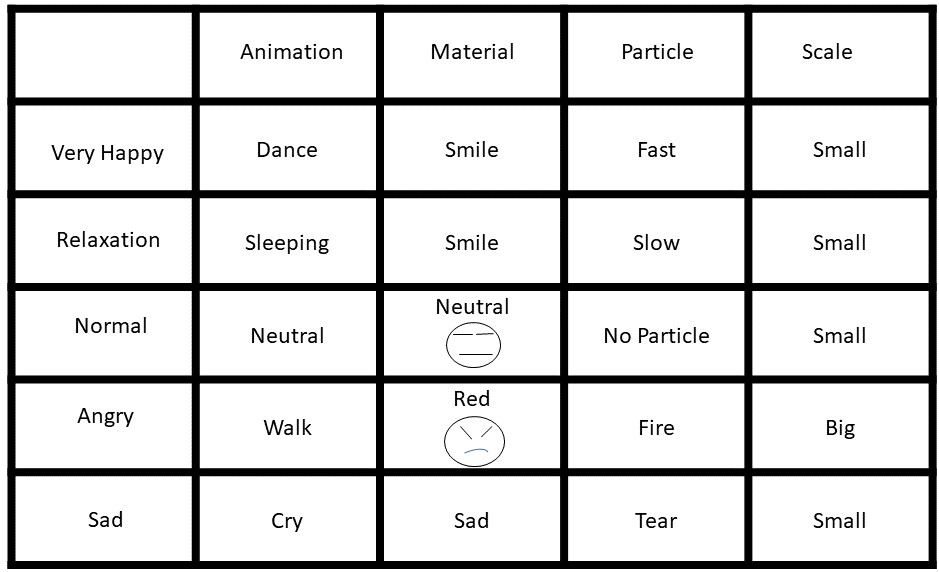 Animation Material Particle Scale
Very Happy Dance Smile Fast Small
Relaxation Sleeping Smile Slow Small
Normal Neutral Neutral No Particle Small
Angry Walk Red Fire Big
Sad Cry Sad Tear Small